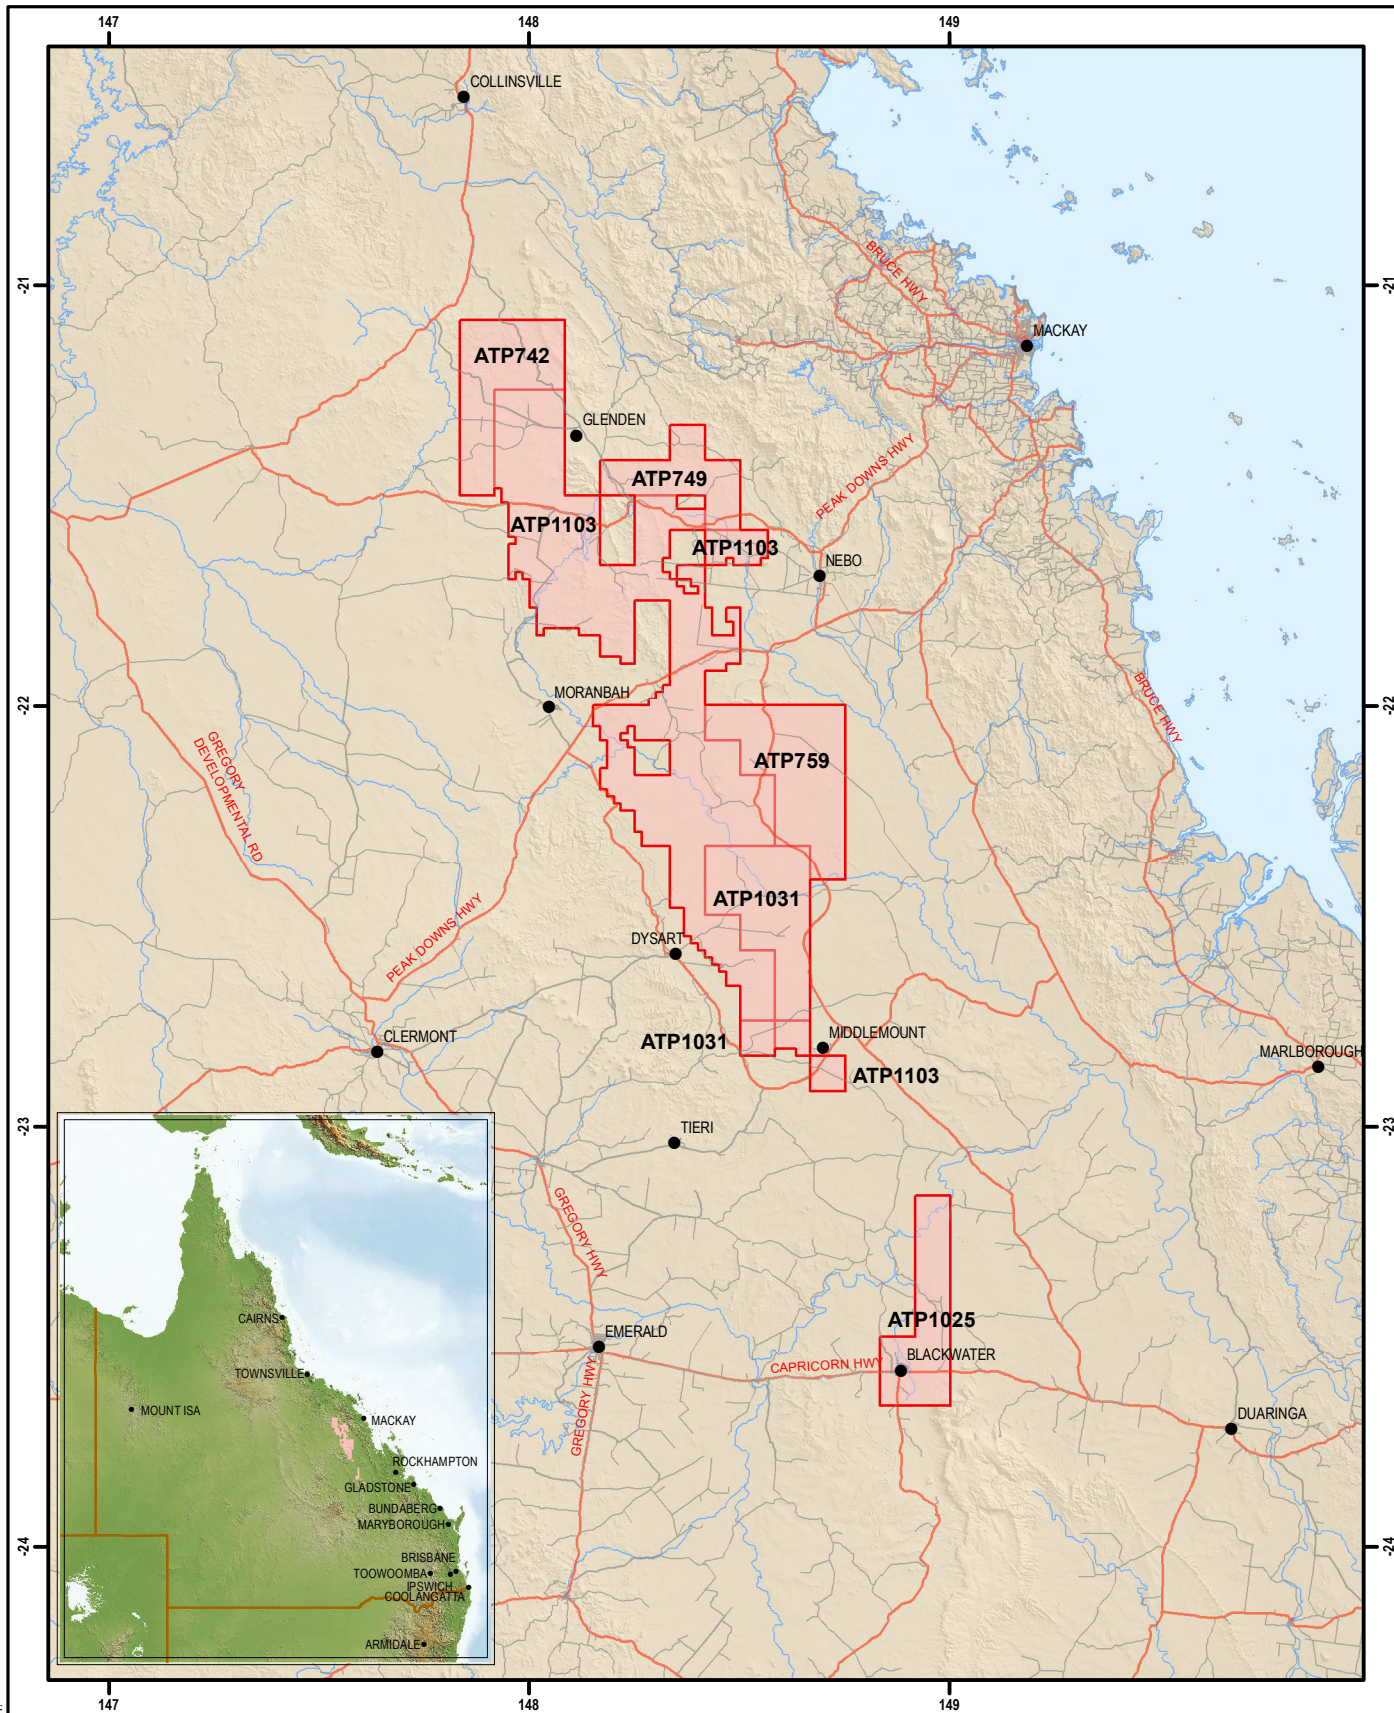 147
148
149
COLLINSVILLE
-21
-21
BRUCE HWY
MACKAY
ATP742
GLENDEN
PEAK DOWNS HWY
ATP749
ATP1103
ATP1103
NEBO
MORANBAH
-22
-22
BRUCE HWY
GREGORY
DEVELOPMENTAL RD
ATP759
ATP1031
PEAK DOWNS HWY
DYSART
CLERMONT
ATP1031
MIDDLEMOUNT
MARLBOROUGH
ATP1103
-23
-23
TIERI
GREGORY HWY
ATP1025
EMERALD
BLACKWATER
CAPRICORN HWY
GREGORY HWY
DUARINGA
-24
-24
CAIRNS
TOWNSVILLE
MOUNT ISA
MACKAY
ROCKHAMPTON
GLADSTONE
BUNDABERG
MARYBOROUGH
BRISBANE
TOOWOOMBA
IPSWICH
COOLANGATTA
ARMIDALE
147
148
149